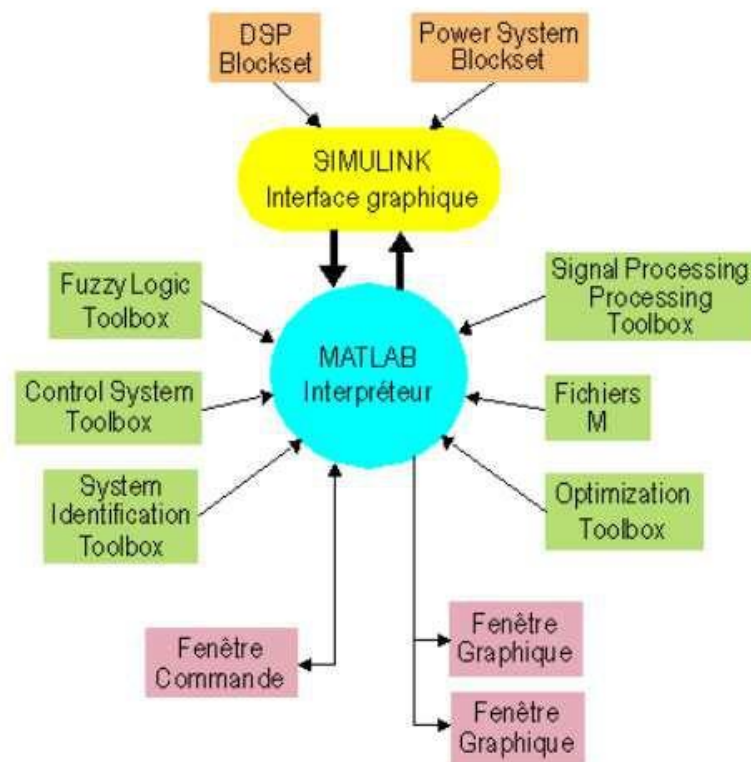 DSP
Blockset
Power System
Blockset
SIMULINK
Interface graphique
Fuzzy Logic
Toolbox
Signal Processing
Processing
Toolbox
MATLAB
Interpréteur
Control System
Toolbox
Fichiers
M
System
Identification
Toolbox
Optimization
Toolbox
Fenêtre
Commande
Fenêtre
Graphique
Fenêtre
Graphique